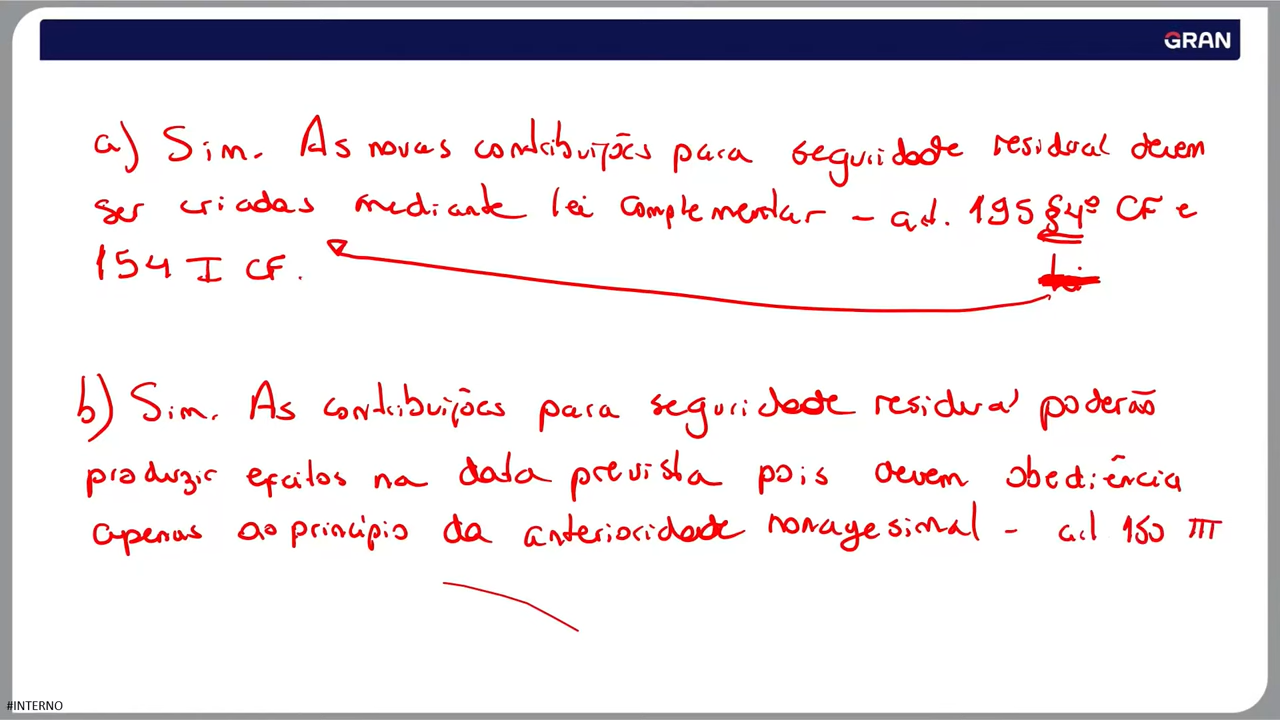 GRAN
a) Sim. As novas contribuições para seguridade residual devem
ser criadas mediante lei complementar - art. 195 §4º CF e
154 I CF.
b) Sim. As contribuições para seguridade residual poderão
produzir efeitos na data prevista pois devem obediência
apenas ao princípio da anterioridade nonagesimal - art 150 III
#INTERNO